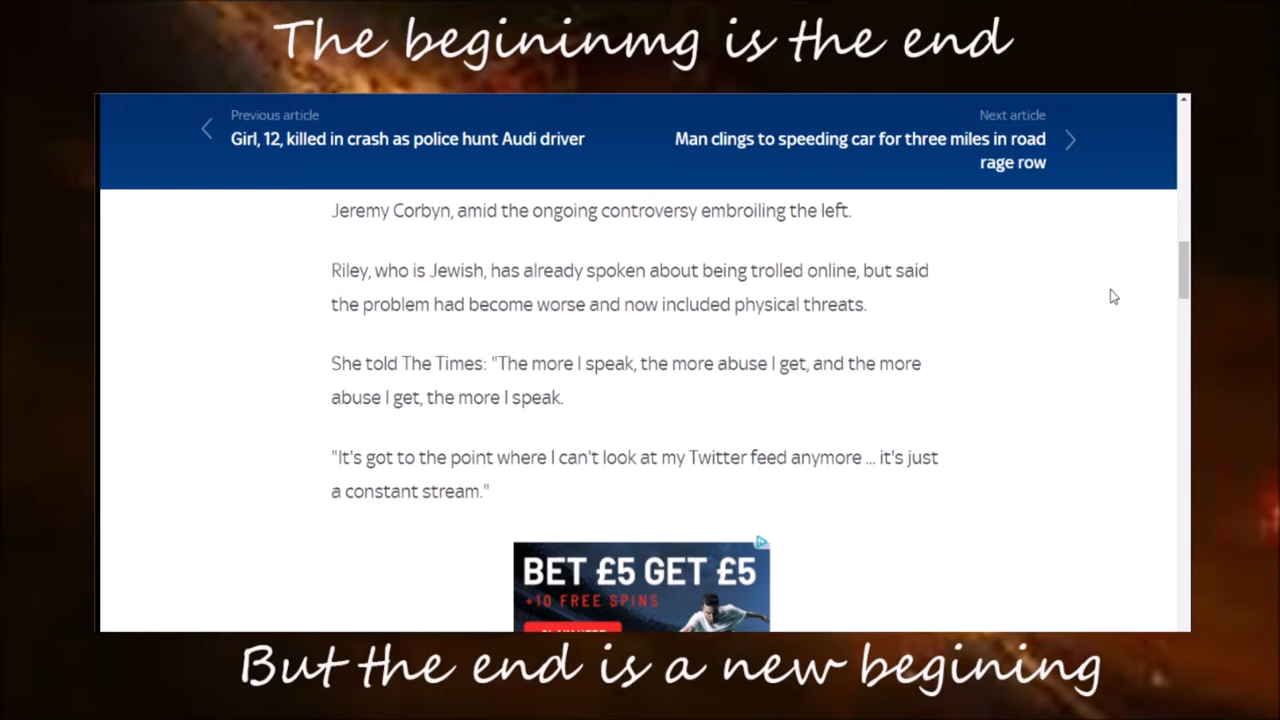 The begininmg is the end
Previous article
Girl, 12, killed in crash as police hunt Audi driver
Next article
Man clings to speeding car for three miles in road
rage row
Jeremy Corbyn, amid the ongoing controversy embroiling the left.
Riley, who is Jewish, has already spoken about being trolled online, but said
the problem had become worse and now included physical threats.
She told The Times: "The more I speak, the more abuse I get, and the more
abuse I get, the more I speak.
"It's got to the point where I can't look at my Twitter feed anymore ... it's just
a constant stream."
BET £5 GET £5
+10 FREE SPINS
But the end is a new begining